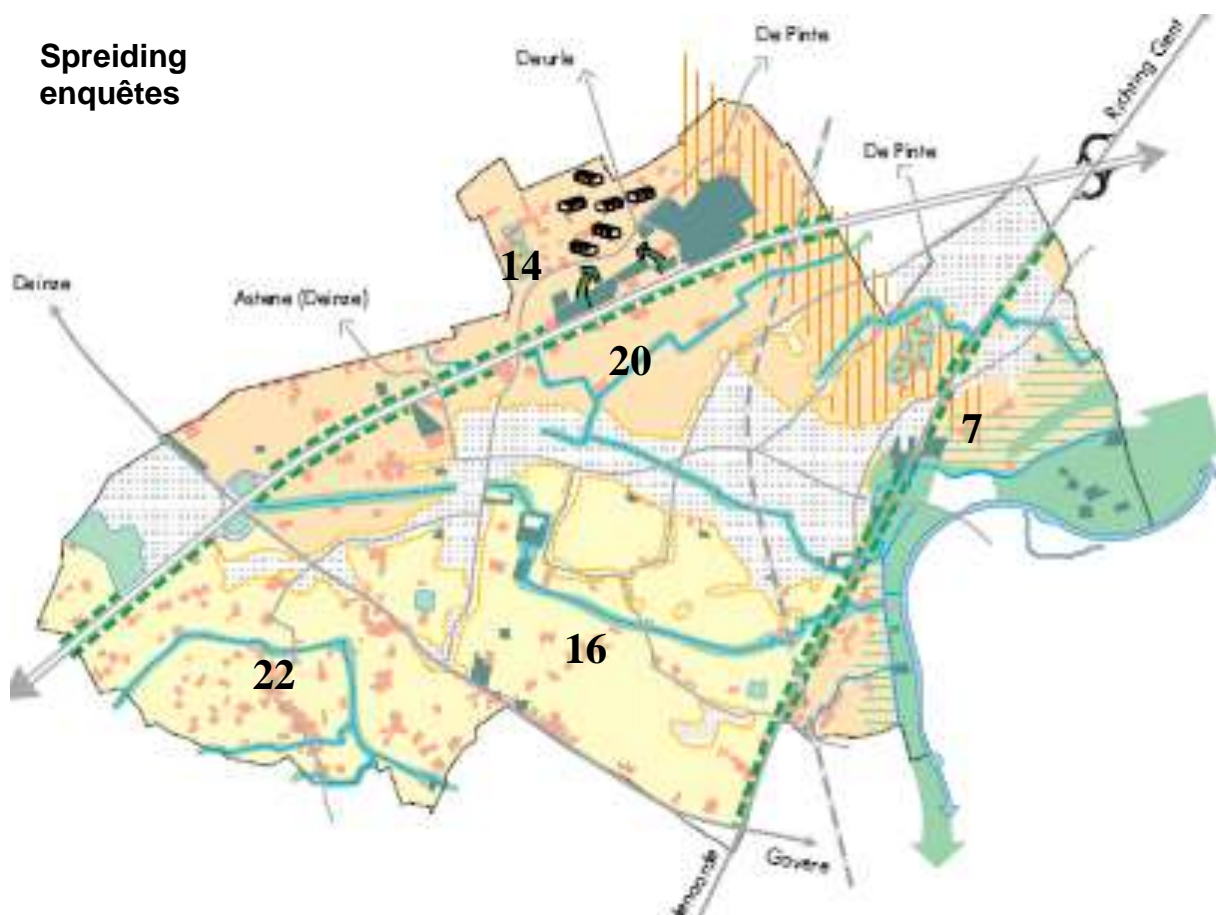 Spreiding
enquêtes
De Pinte
Deurle
Richting Gent
De Pinte
14
Deinze
Astene (Deinze)
20
7
16
22
Gavere